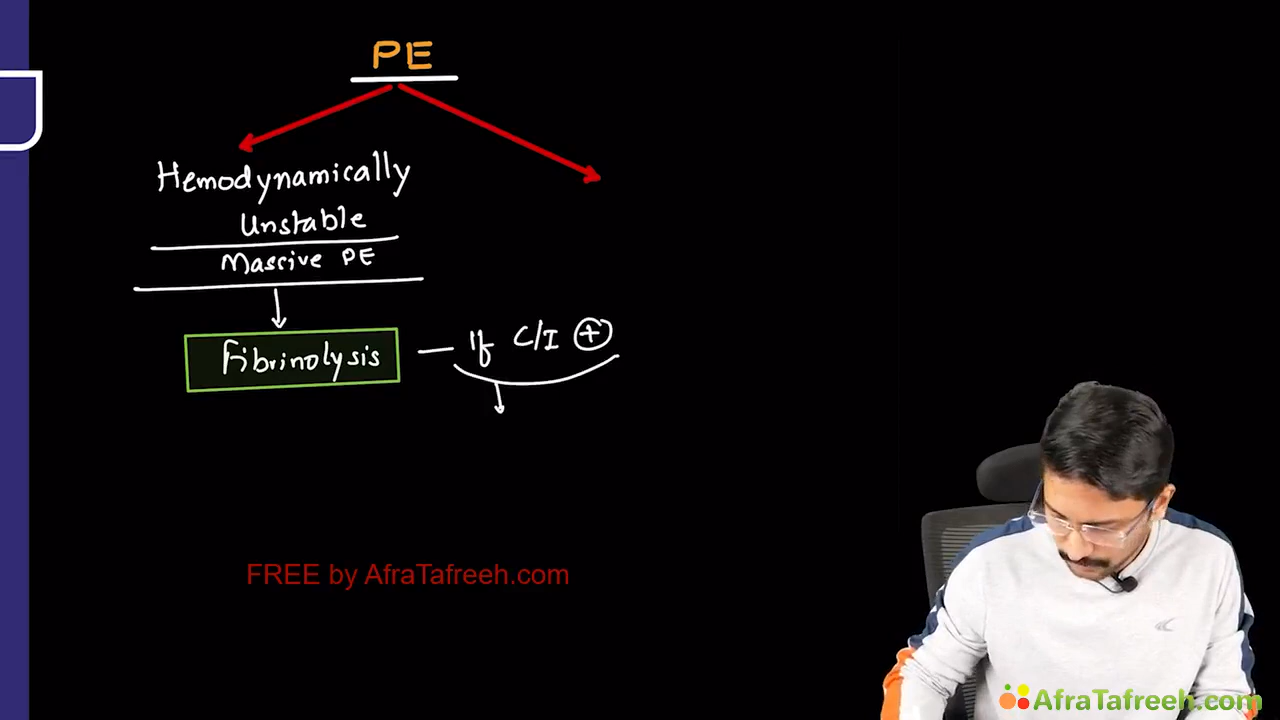 PE
Hemodynamically
Unstable
Massive PE
Fibrinolysis — If C/I (+)
FREE by AfraTafreeh.com
AfraTafreeh.com